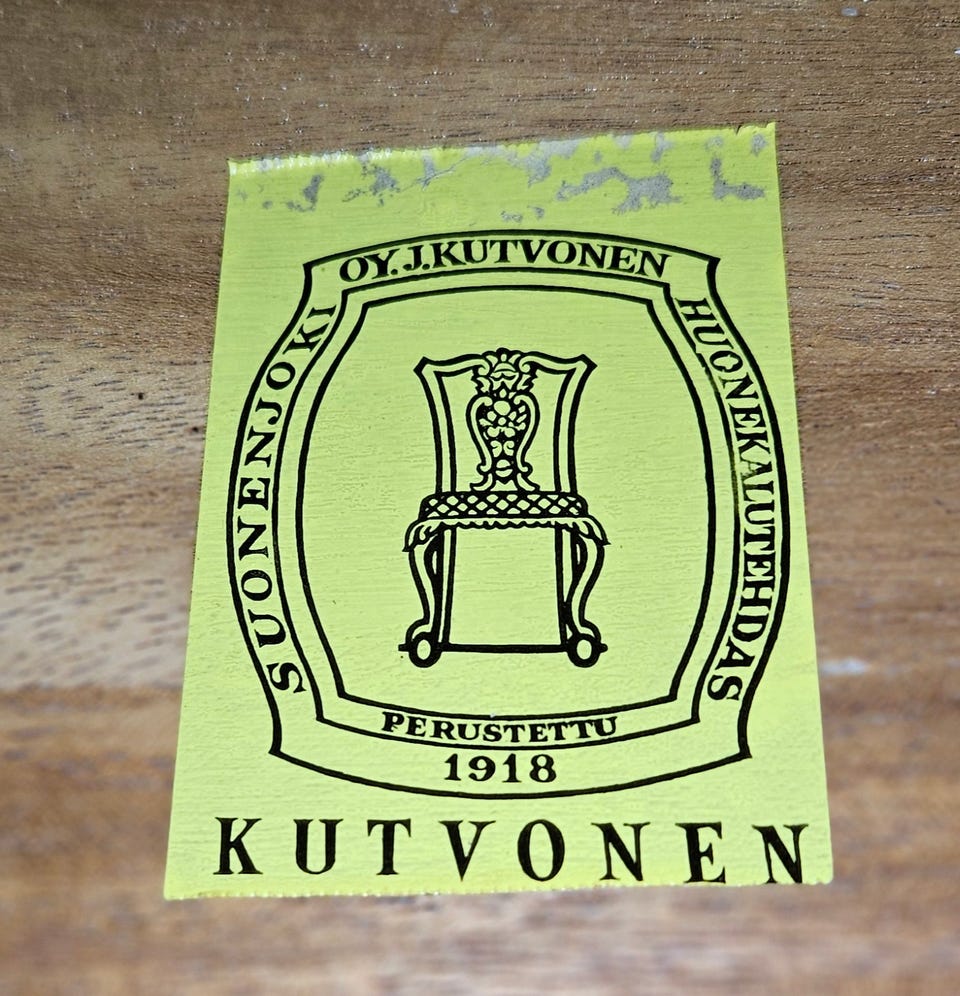 OY. J. KUTVONEN
HUONEKALUTEHDAS
SUONENJOKI
PERUSTETTU
1918
KUTVONEN